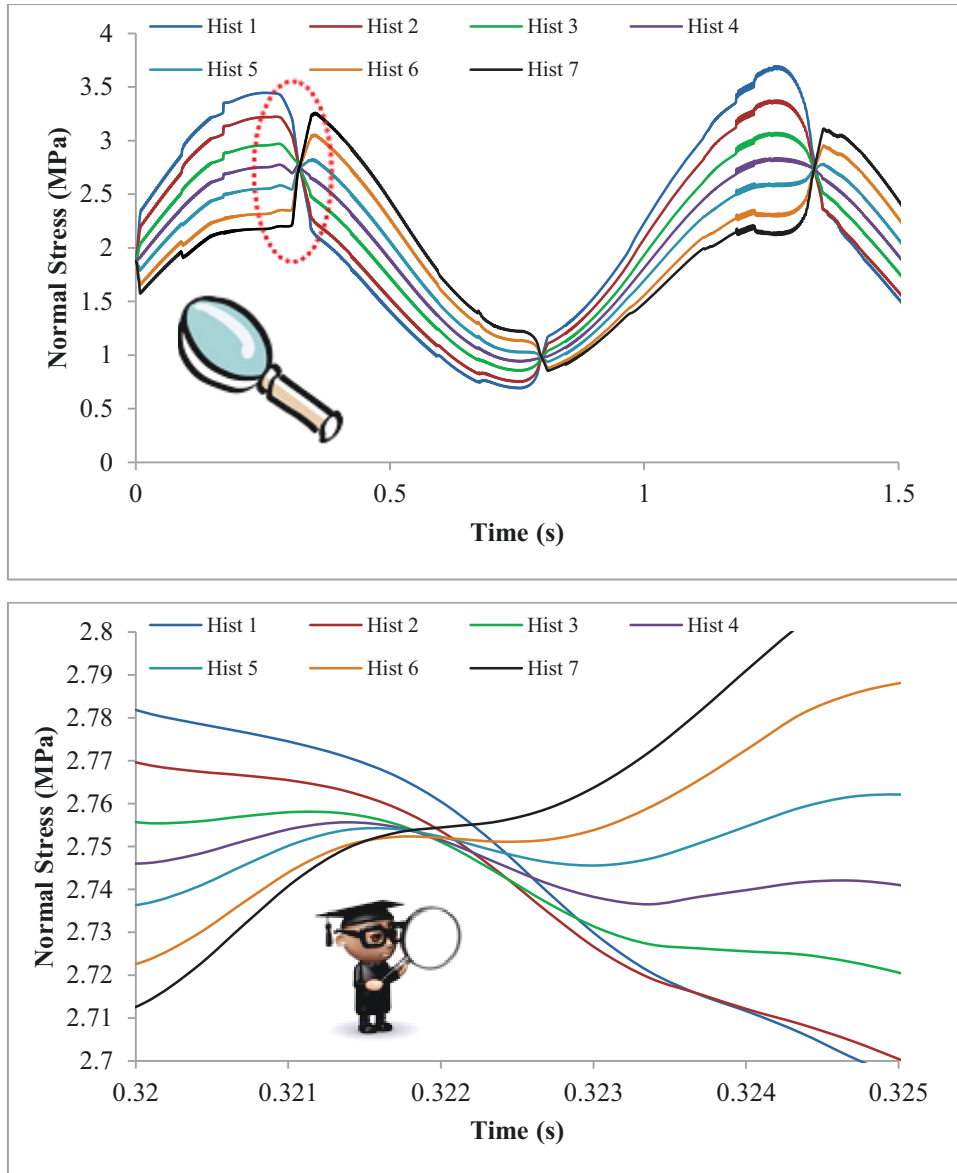 Hist 1 Hist 2 Hist 3 Hist 4
Hist 5 Hist 6 Hist 7
4
3.5
3
2.5
2
1.5
1
0.5
0
Normal Stress (MPa)
0 0.5 1 1.5
Time (s)
Hist 1 Hist 2 Hist 3 Hist 4
Hist 5 Hist 6 Hist 7
2.8
2.79
2.78
2.77
2.76
2.75
2.74
2.73
2.72
2.71
2.7
Normal Stress (MPa)
0.32 0.321 0.322 0.323 0.324 0.325
Time (s)